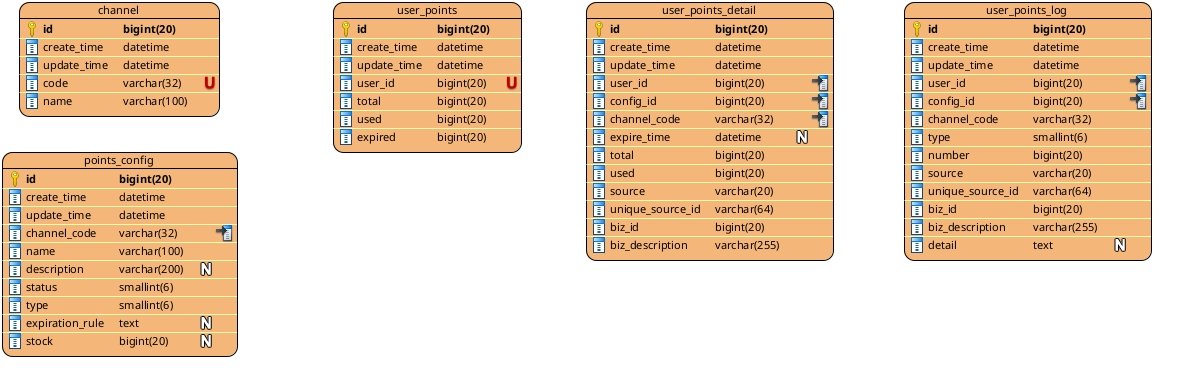 channel
id bigint(20)
create_time datetime
update_time datetime
code varchar(32) U
name varchar(100)
points_config
id bigint(20)
create_time datetime
update_time datetime
channel_code varchar(32)
name varchar(100)
description varchar(200) N
status smallint(6)
type smallint(6)
expiration_rule text N
stock bigint(20) N
user_points
id bigint(20)
create_time datetime
update_time datetime
user_id bigint(20) U
total bigint(20)
used bigint(20)
expired bigint(20)
user_points_detail
id bigint(20)
create_time datetime
update_time datetime
user_id bigint(20)
config_id bigint(20)
channel_code varchar(32)
expire_time datetime N
total bigint(20)
used bigint(20)
source varchar(20)
unique_source_id varchar(64)
biz_id bigint(20)
biz_description varchar(255)
user_points_log
id bigint(20)
create_time datetime
update_time datetime
user_id bigint(20)
config_id bigint(20)
channel_code varchar(32)
type smallint(6)
number bigint(20)
source varchar(20)
unique_source_id varchar(64)
biz_id bigint(20)
biz_description varchar(255)
detail text N